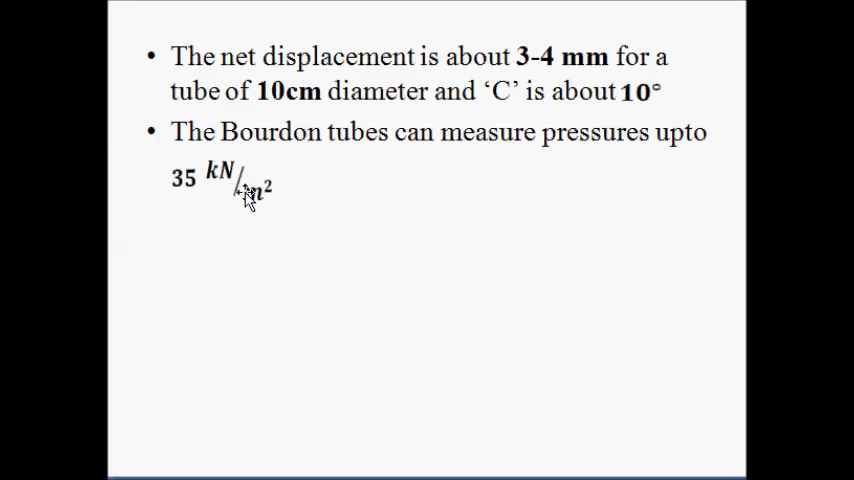 • The net displacement is about 3-4 mm for a
tube of 10cm diameter and ‘C’ is about 10°
• The Bourdon tubes can measure pressures upto
35 kN/m²